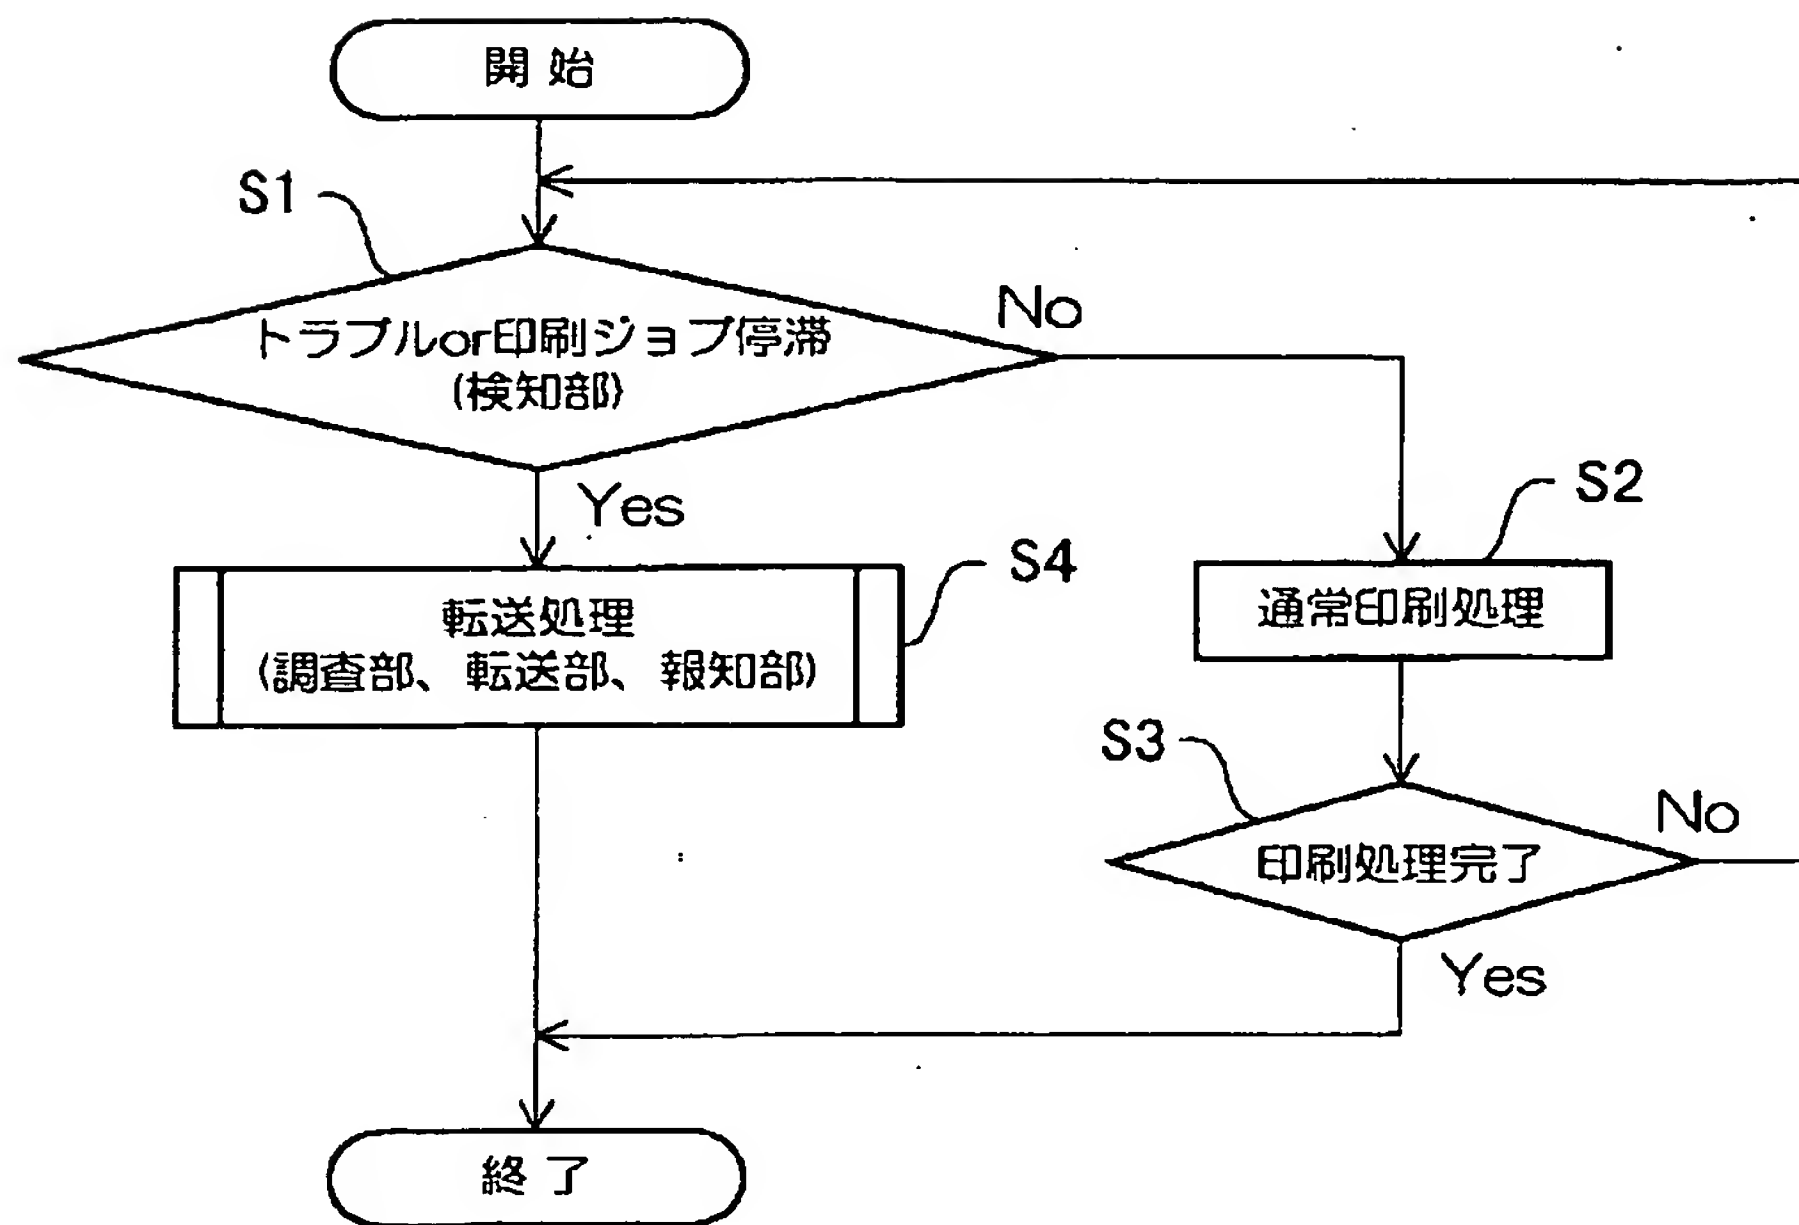 開始
S1
トラブルor印刷ジョブ停滞
(検知部)
No
Yes
S2
S4
転送処理
(調査部、転送部、報知部)
通常印刷処理
S3
印刷処理完了
No
Yes
終了